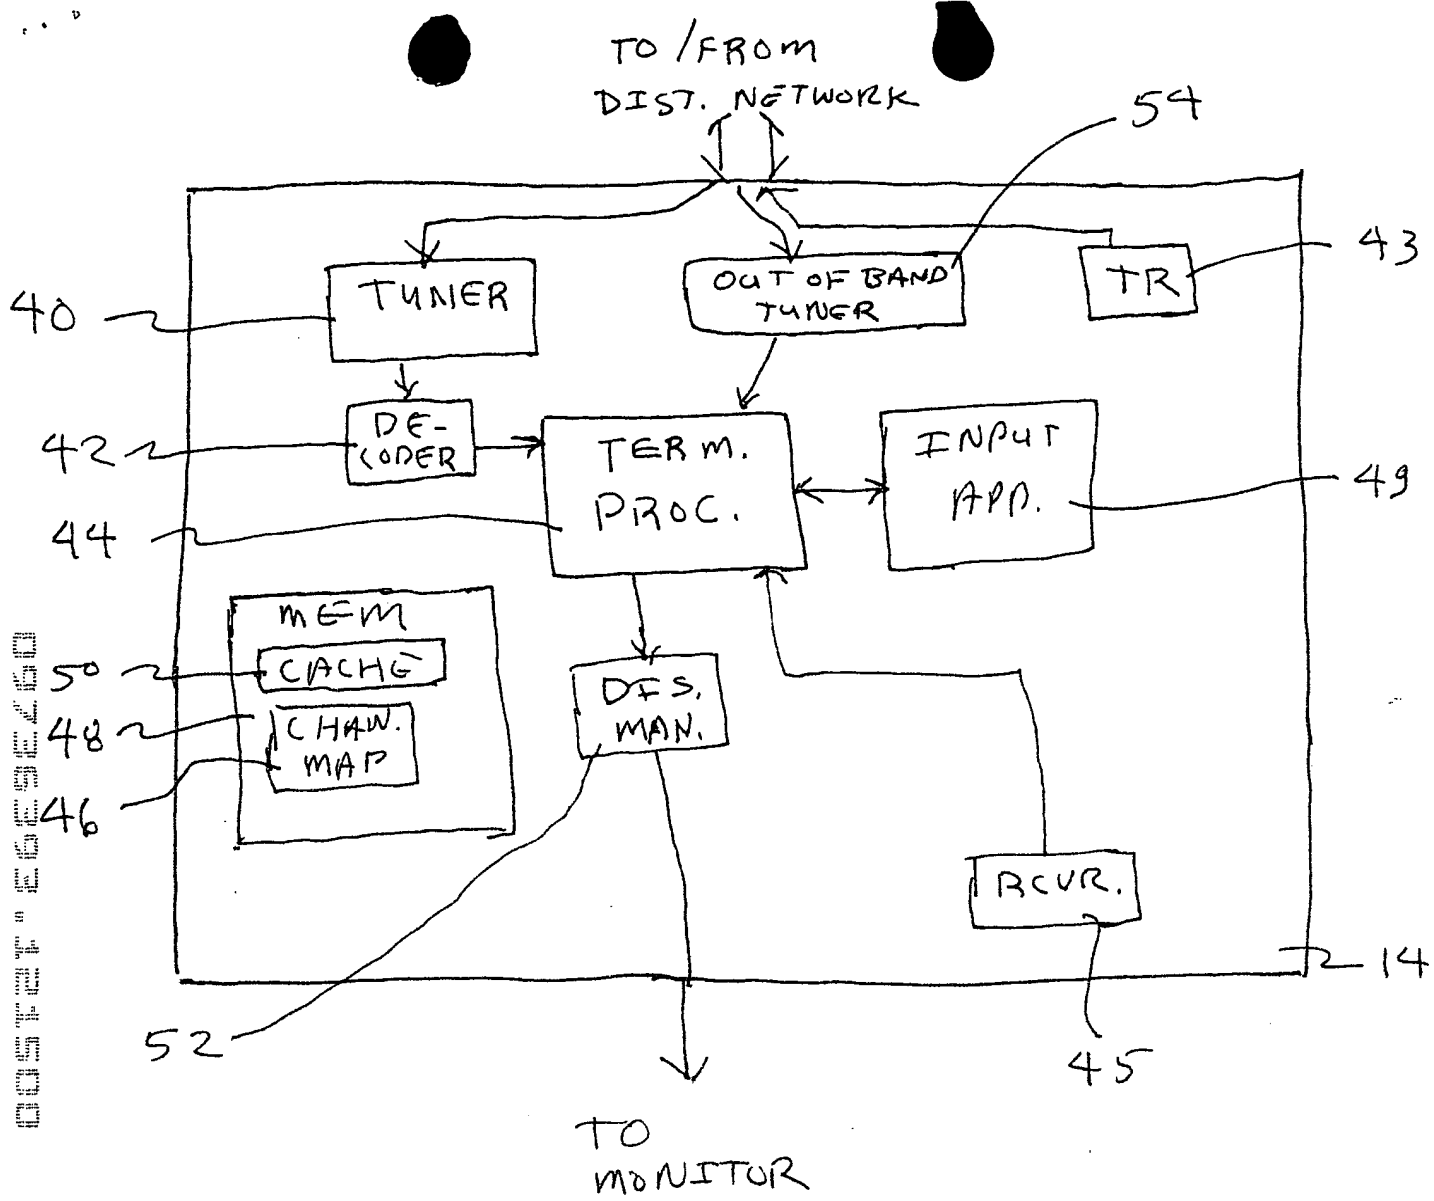 TO/FROM
DIST. NETWORK
54
TUNER
OUT OF BAND
TUNER
TR
43
40
DE-
CODER
42
TERM.
PROC.
INPUT
APP.
49
44
MEM
CACHE
50
CHAN.
MAP
48
46
DIS.
MAN.
RCVR.
14
52
45
TO
MONITOR